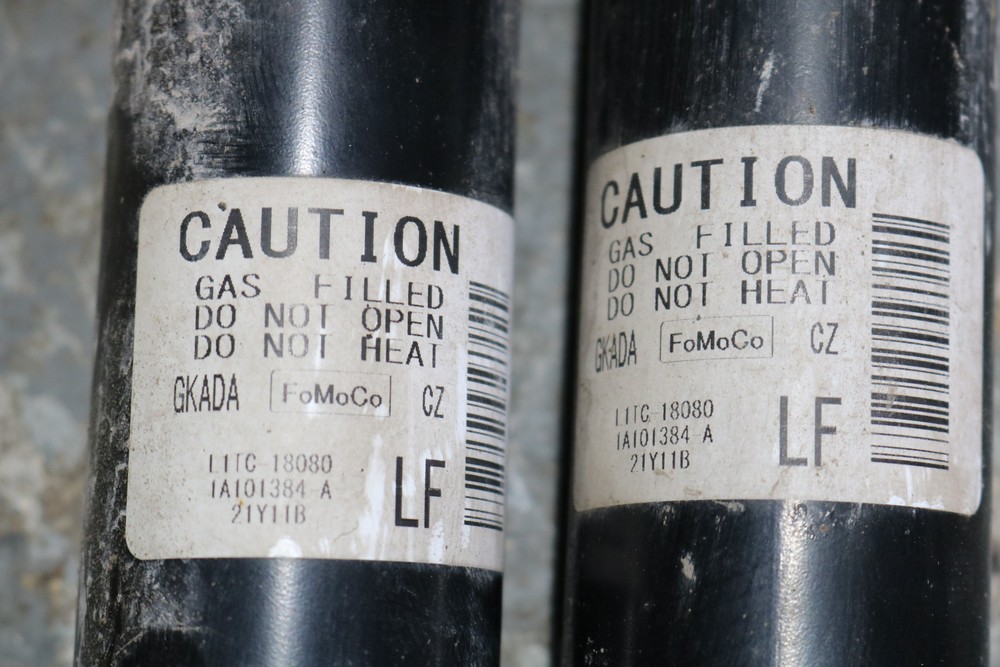 CAUTION
GAS FILLED
DO NOT OPEN
DO NOT HEAT
GKADA FoMoCo CZ
L1TC-18080
1A101384-A
21Y11B
LF
CAUTION
GAS FILLED
DO NOT OPEN
DO NOT HEAT
GKADA FoMoCo CZ
L1TC-18080
1A101384-A
21Y11B
LF